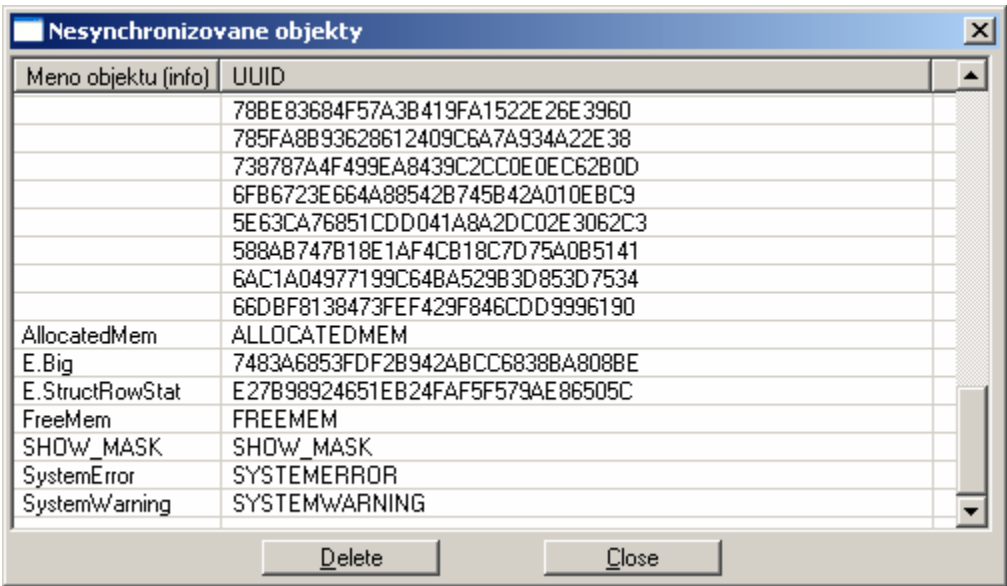 Nesynchronizovane objekty
Meno objektu (info) UUID
78BE83684F57A3B419FA1522E26E3960
785FA8B93628612409C6A7A934A22E38
738787A4F499EA8439C2CC0E0EC62B0D
6FB6723E664A88542B745B42A010EBC9
5E63CA76851CDD041A8A2DC02E3062C3
588AB747B18E1AF4CB18C7D75A0B5141
6AC1A04977199C64BA529B3D853D7534
66DBF8138473FEF429F846CDD9996190
AllocatedMem ALLOCATEDMEM
E.Big 7483A6853FDF2B942ABCC6838BA808BE
E.StructRowStat E27B98924651EB24FAF5F579AE86505C
FreeMem FREEMEM
SHOW_MASK SHOW_MASK
SystemError SYSTEMERROR
SystemWarning SYSTEMWARNING
Delete Close